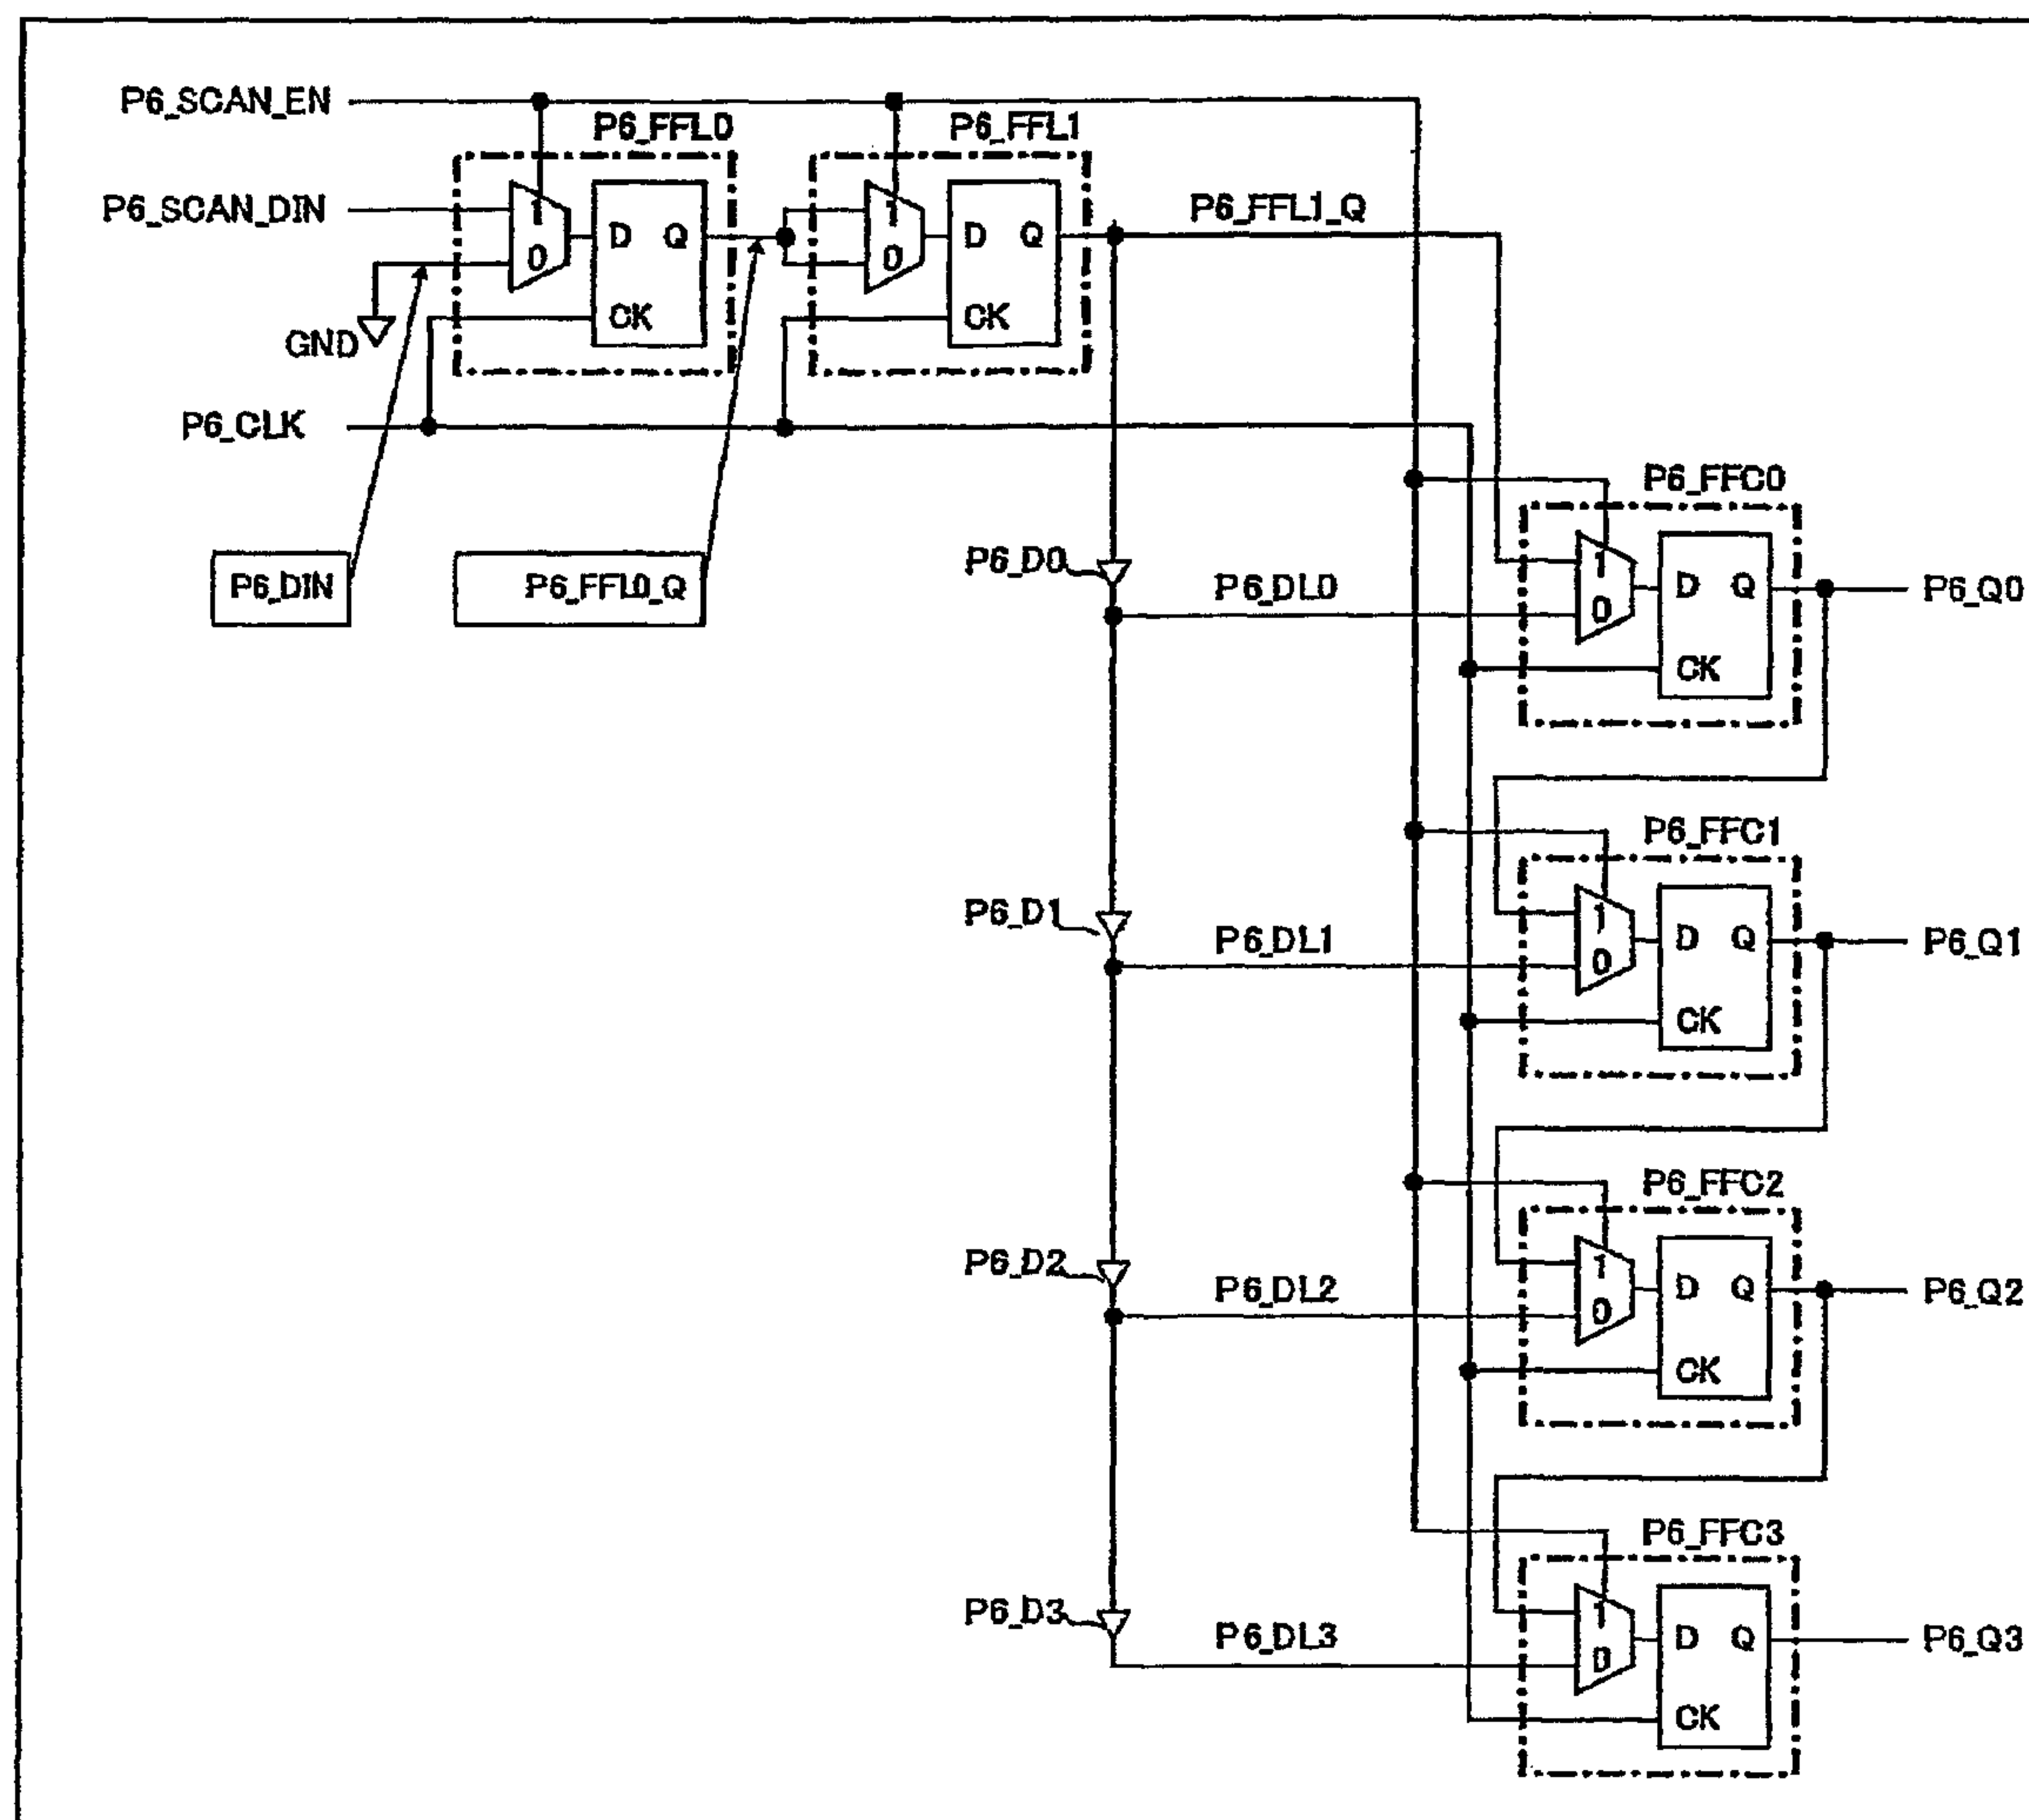 P6_SCAN_EN
P6_FFL0
P6_FFL1
P6_SCAN_DIN
1
0
D Q
CK
1
0
D Q
CK
P6_FFL1_Q
GND
P6_CLK
P6_DIN
P6_FFL0_Q
P6_FFC0
P6_D0
P6_DL0
1
0
D Q
CK
P6_Q0
P6_FFC1
P6_D1
P6_DL1
1
0
D Q
CK
P6_Q1
P6_FFC2
P6_D2
P6_DL2
1
0
D Q
CK
P6_Q2
P6_FFC3
P6_D3
P6_DL3
1
D
D Q
CK
P6_Q3